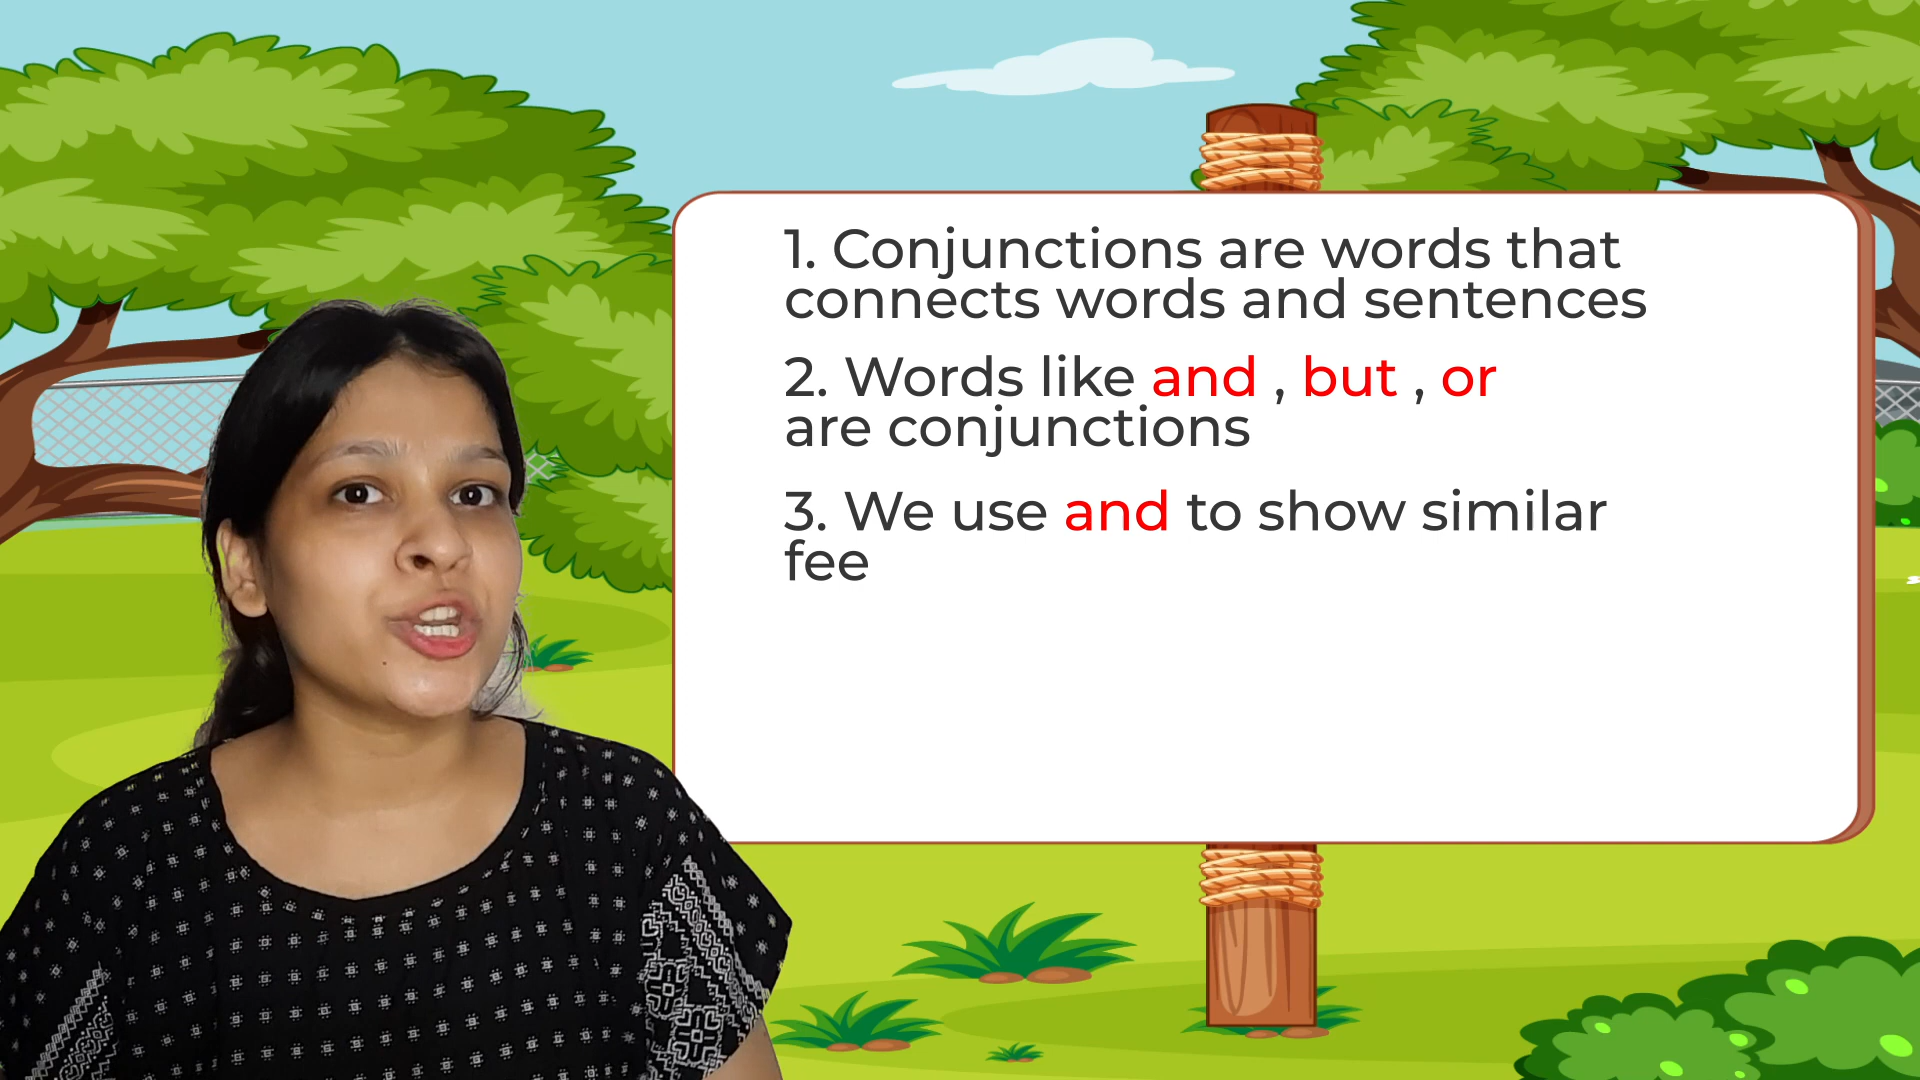 1. Conjunctions are words that
connects words and sentences
2. Words like and , but , or
are conjunctions
3. We use and to show similar
fee